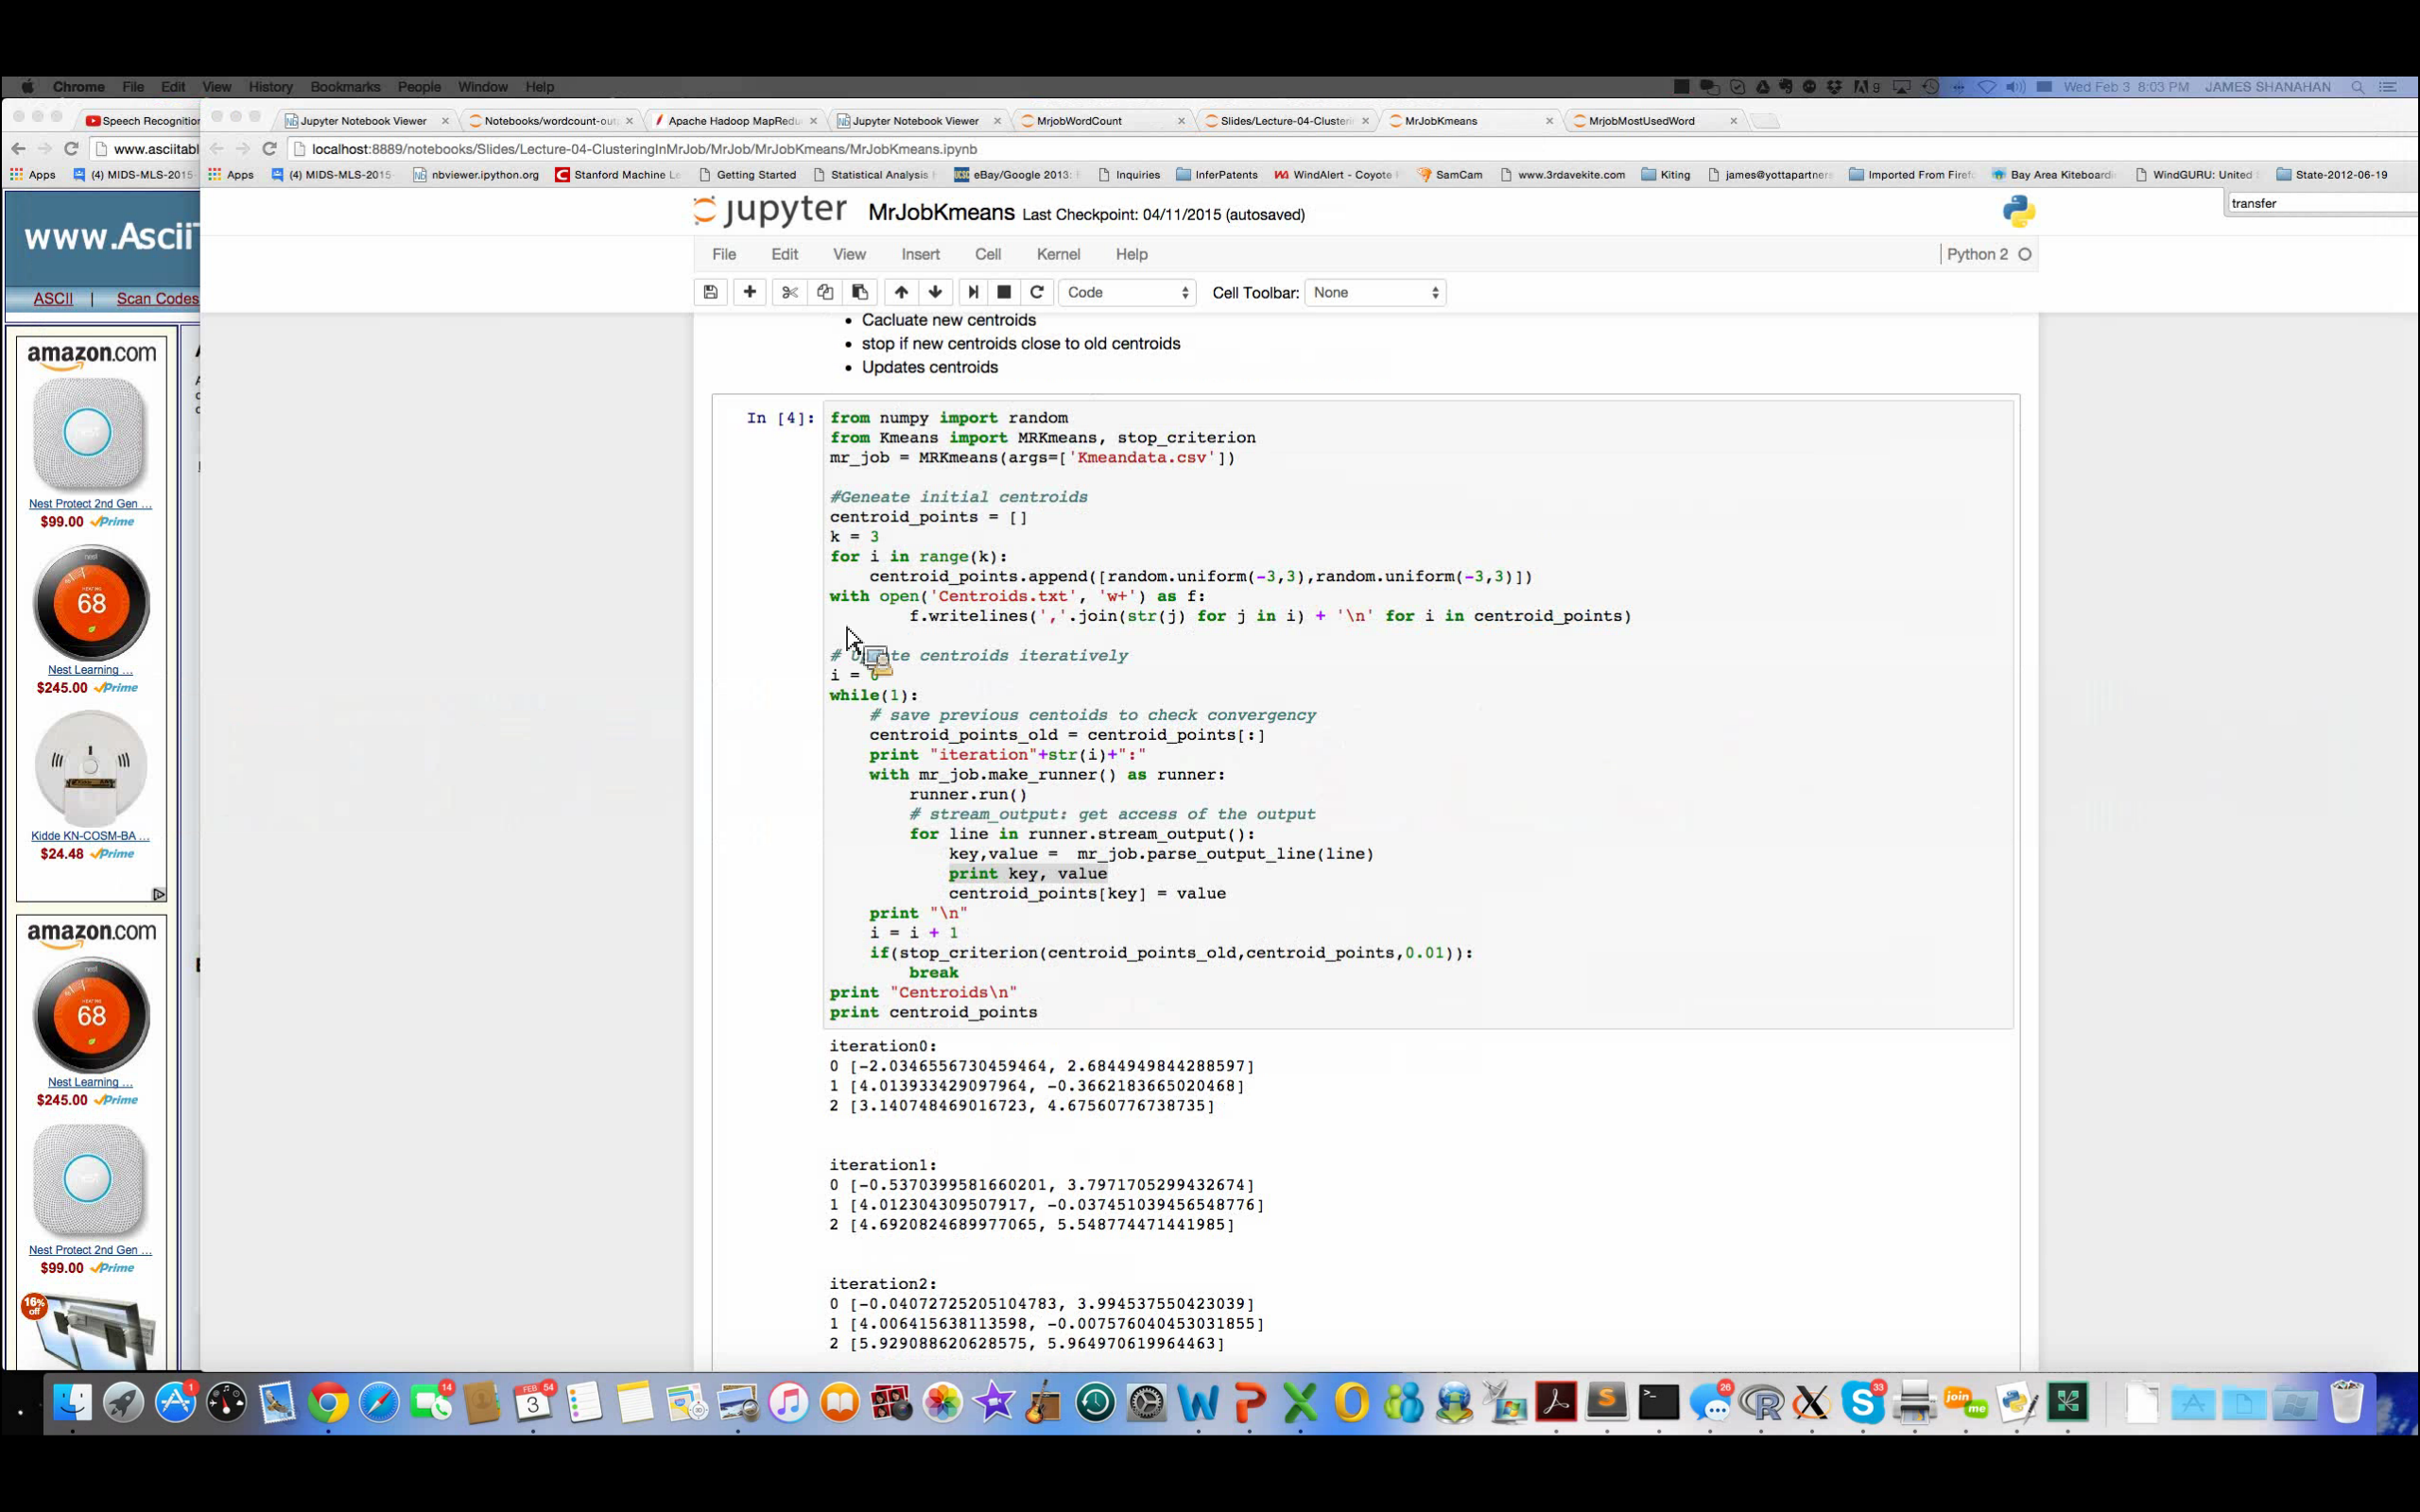 Chrome File Edit View History Bookmarks People Window Help
9 Wed Feb 3 8:03 PM JAMES SHANAHAN
Speech Recognition
Jupyter Notebook Viewer
Notebooks/wordcount-out
Apache Hadoop MapRedu
Jupyter Notebook Viewer
MrjobWordCount
Slides/Lecture-04-Clusterin
MrJobKmeans
MrjobMostUsedWord
www.asciitabl
localhost:8889/notebooks/Slides/Lecture-04-ClusteringInMrJob/MrJob/MrJobKmeans/MrJobKmeans.ipynb
Apps (4) MIDS-MLS-2015-
Apps (4) MIDS-MLS-2015- nbviewer.ipython.org Stanford Machine Le Getting Started Statistical Analysis eBay/Google 2013: Inquiries InferPatents WindAlert - Coyote SamCam www.3rdavekite.com Kiting james@yottapartner Imported From Firefo Bay Area Kiteboardi WindGURU: United State-2012-06-19
transfer
www.Ascii
ASCII | Scan Codes
jupyter MrJobKmeans Last Checkpoint: 04/11/2015 (autosaved)
File Edit View Insert Cell Kernel Help
Python 2
Code Cell Toolbar: None
• Cacluate new centroids
• stop if new centroids close to old centroids
• Updates centroids
In [4]:
from numpy import random
from Kmeans import MRKmeans, stop_criterion
mr_job = MRKmeans(args=['Kmeandata.csv'])
#Geneate initial centroids
centroid_points = []
k = 3
for i in range(k):
    centroid_points.append([random.uniform(-3,3),random.uniform(-3,3)])
with open('Centroids.txt', 'w+') as f:
        f.writelines(','.join(str(j) for j in i) + '\n' for i in centroid_points)
# centroids iteratively
i = 0
while(1):
    # save previous centoids to check convergency
    centroid_points_old = centroid_points[:]
    print "iteration"+str(i)+":"
    with mr_job.make_runner() as runner:
        runner.run()
        # stream_output: get access of the output
        for line in runner.stream_output():
            key,value =  mr_job.parse_output_line(line)
            print key, value
            centroid_points[key] = value
    print "\n"
    i = i + 1
    if(stop_criterion(centroid_points_old,centroid_points,0.01)):
        break
print "Centroids\n"
print centroid_points
iteration0:
0 [-2.0346556730459464, 2.6844949844288597]
1 [4.013933429097964, -0.3662183665020468]
2 [3.140748469016723, 4.67560776738735]
iteration1:
0 [-0.5370399581660201, 3.7971705299432674]
1 [4.012304309507917, -0.037451039456548776]
2 [4.6920824689977065, 5.548774471441985]
iteration2:
0 [-0.04072725205104783, 3.994537550423039]
1 [4.006415638113598, -0.007576040453031855]
2 [5.929088620628575, 5.964970619964463]
amazon.com
Nest Protect 2nd Gen ...
$99.00 Prime
68
Nest Learning ...
$245.00 Prime
Kidde KN-COSM-BA ...
$24.48 Prime
amazon.com
68
Nest Learning ...
$245.00 Prime
Nest Protect 2nd Gen ...
$99.00 Prime
16% off
1
14
FEB
3
54
26
33
join me